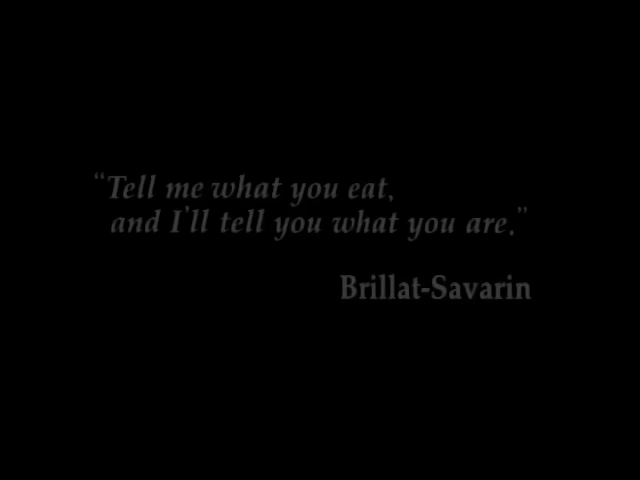 “Tell me what you eat,
and I'll tell you what you are.”
Brillat-Savarin